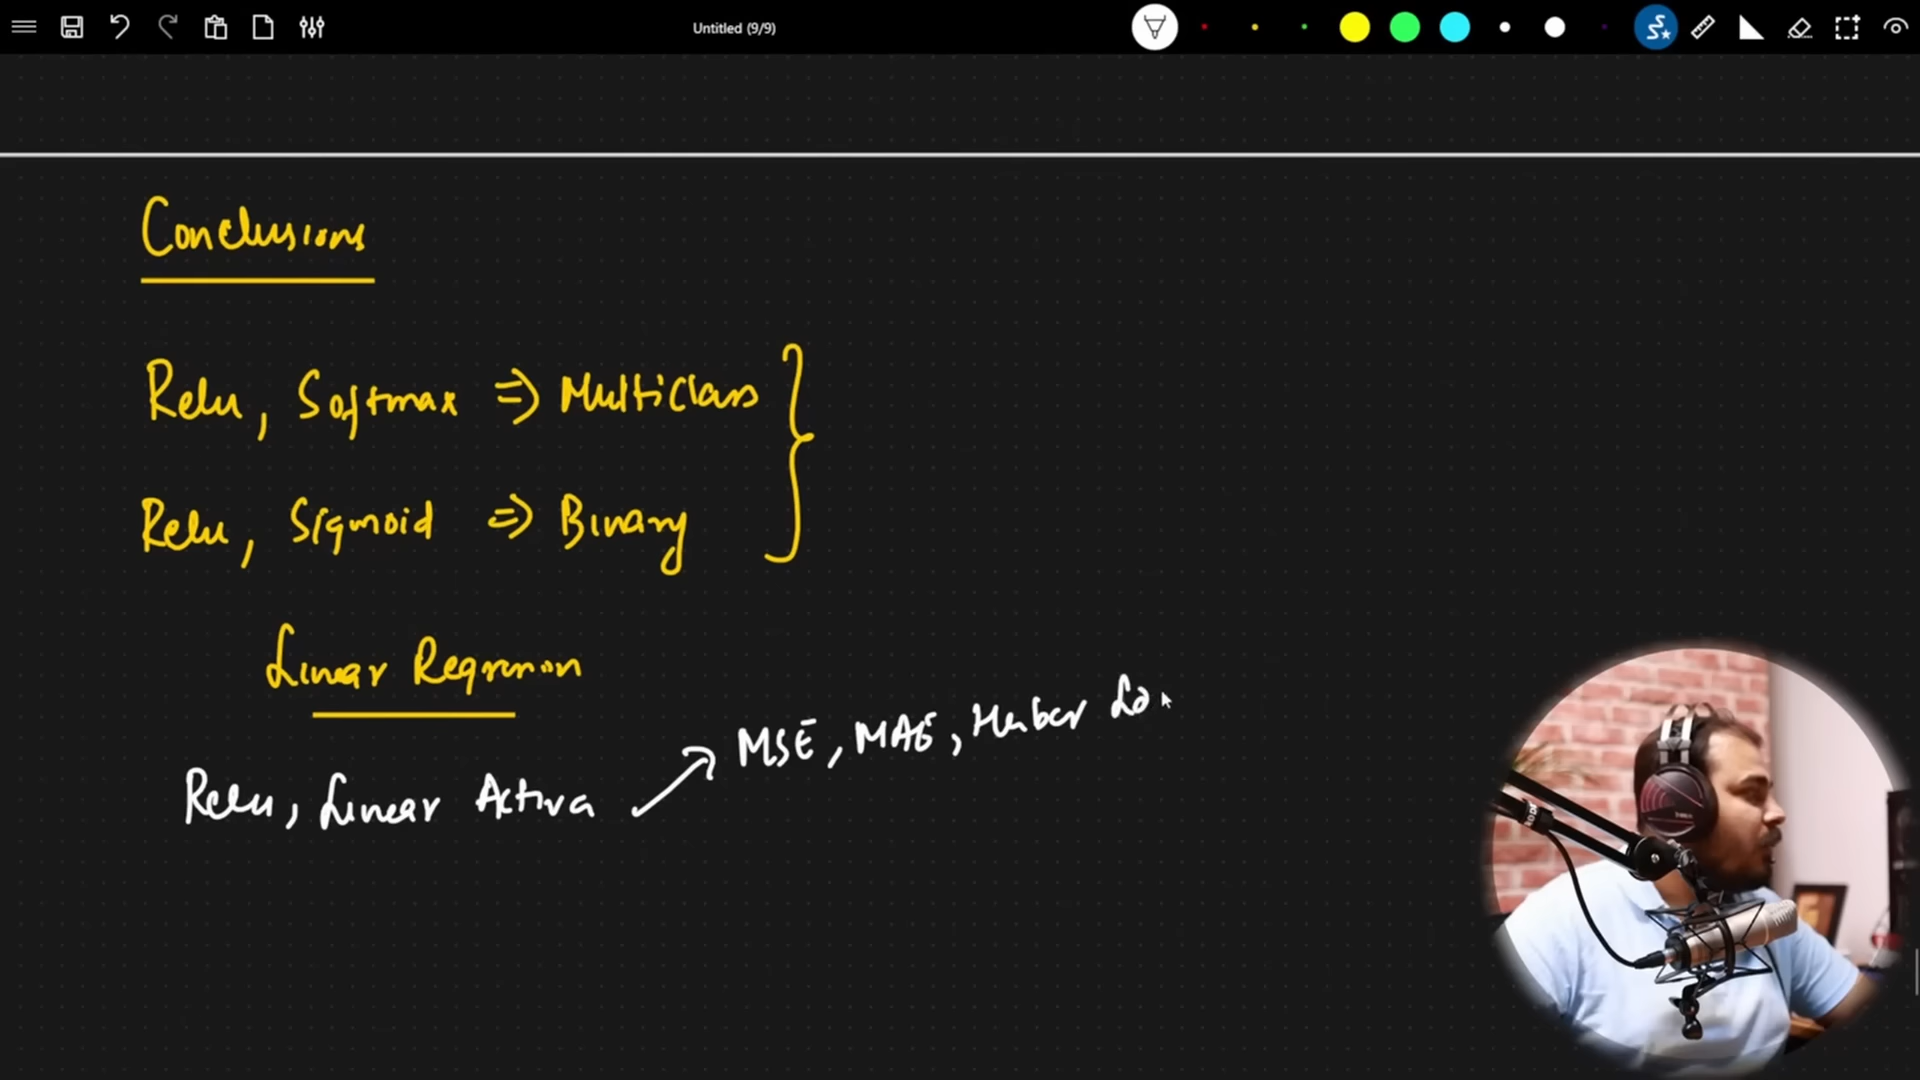 Untitled (9/9)
Conclusions
Relu, Softmax => Multiclass
Relu, Sigmoid => Binary
Linear Regression
MSE, MAE, Huber Lo
Relu, Linear Activa